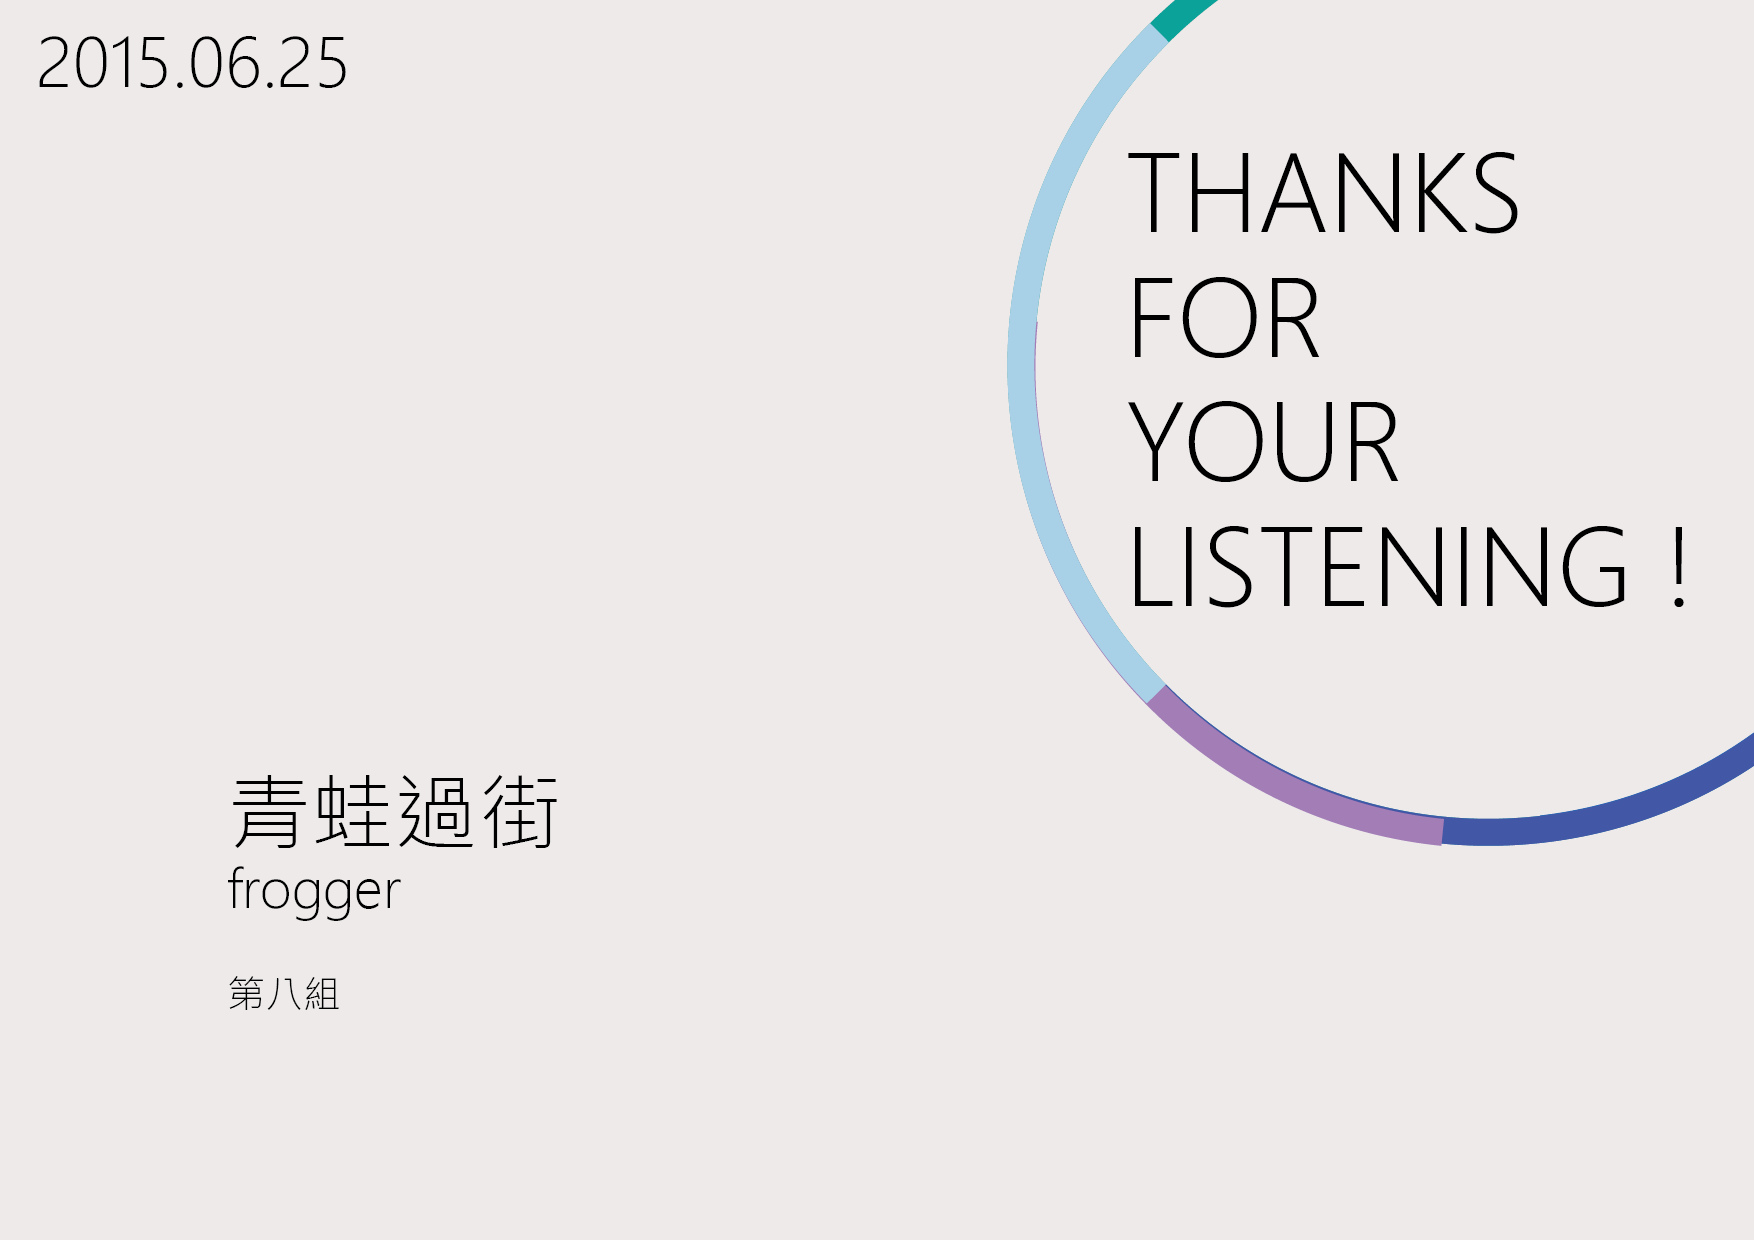 2015.06.25
THANKS
FOR
YOUR
LISTENING !
青蛙過街
frogger
第八組